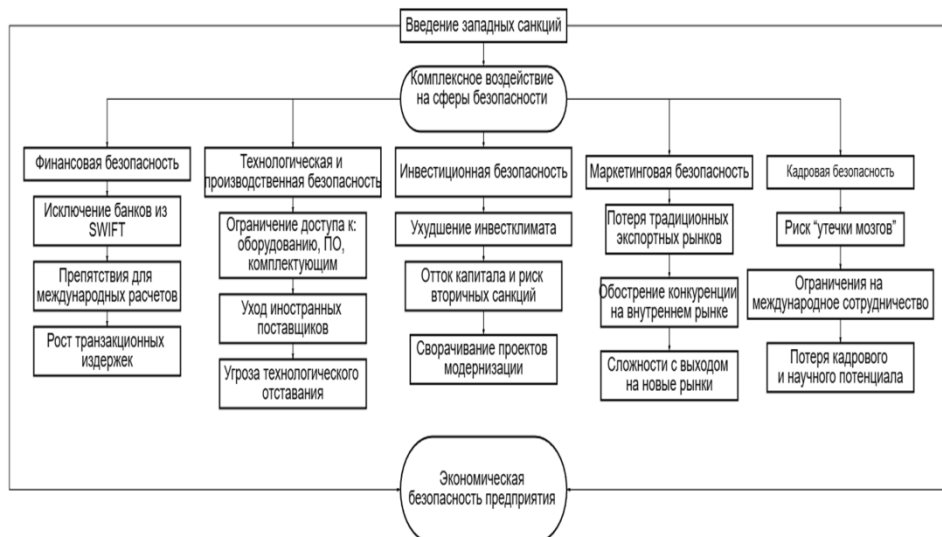 Введение западных санкций
Комплексное воздействие
на сферы безопасности
Финансовая безопасность
Исключение банков из
SWIFT
Препятствия для
международных расчетов
Рост транзакционных
издержек
Технологическая и
производственная безопасность
Ограничение доступа к:
оборудованию, ПО,
комплектующим
Уход иностранных
поставщиков
Угроза технологического
отставания
Инвестиционная безопасность
Ухудшение инвестклимата
Отток капитала и риск
вторичных санкций
Сворачивание проектов
модернизации
Маркетинговая безопасность
Потеря традиционных
экспортных рынков
Обострение конкуренции
на внутреннем рынке
Сложности с выходом
на новые рынки
Кадровая безопасность
Риск “утечки мозгов”
Ограничения на
международное сотрудничество
Потеря кадрового
и научного потенциала
Экономическая
безопасность предприятия